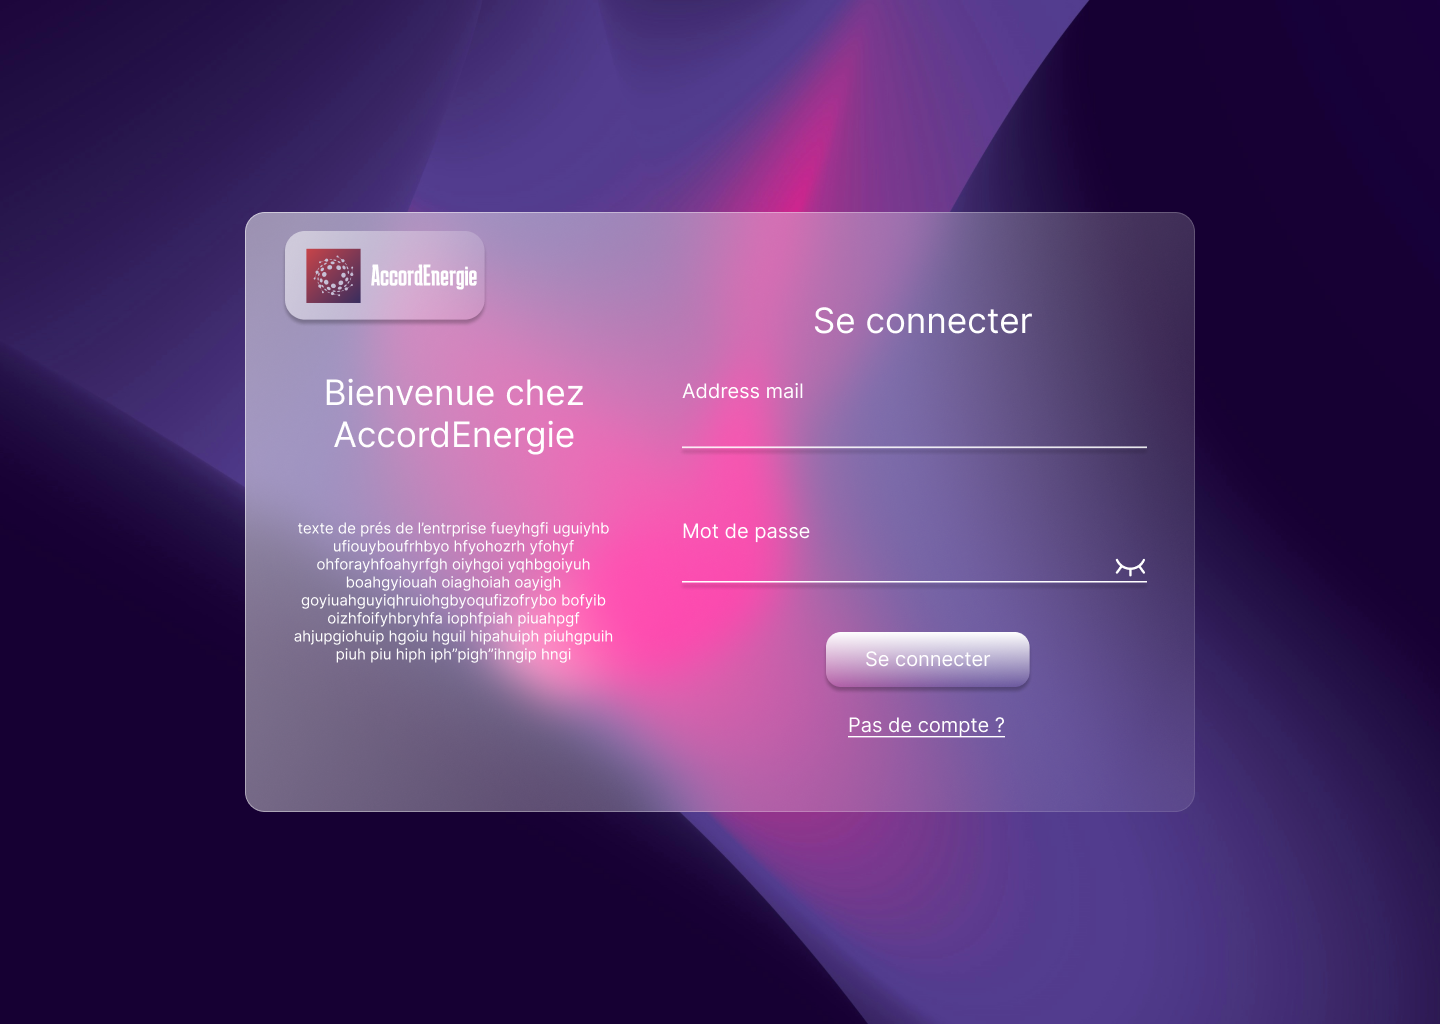 AccordEnergie
Bienvenue chez
AccordEnergie
texte de prés de l’entrprise fueyhgfi uguiyhb
ufiouyboufrhbyo hfyohozrh yfohyf
ohforayhfoahyrfgh oiyhgoi yqhbgoiyuh
boahgyiouah oiaghoiah oayigh
goyiuahguyiqhruiohgbyoqufizofrybo bofyib
oizhfoifyhbryhfa iophfpiah piuahpgf
ahjupgiohuip hgoiu hguil hipahuiph piuhgpuih
piuh piu hiph iph”pigh”ihngip hngi
Se connecter
Address mail
Mot de passe
Se connecter
Pas de compte ?